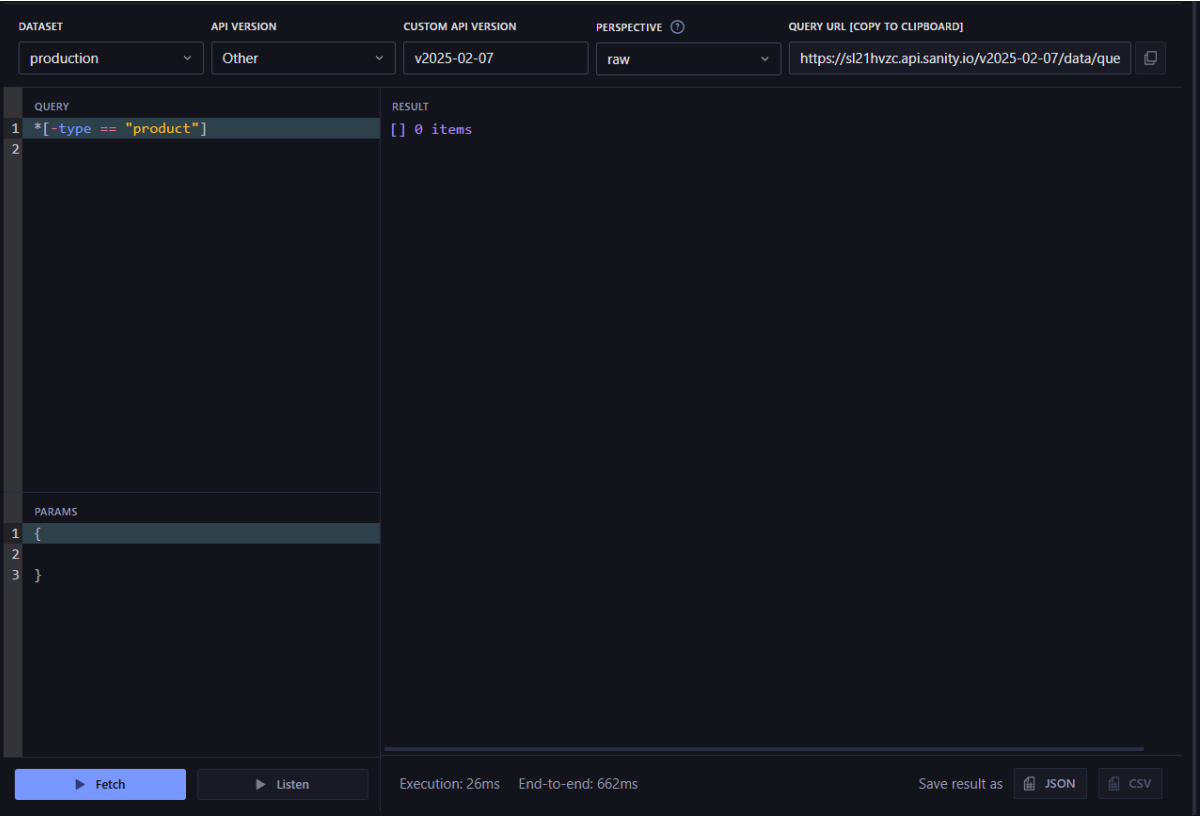 DATASET
API VERSION
CUSTOM API VERSION
PERSPECTIVE ?
QUERY URL [COPY TO CLIPBOARD]
production
Other
v2025-02-07
raw
https://sl21hvzc.api.sanity.io/v2025-02-07/data/que
QUERY
1 *[-type == "product"]
2
RESULT
[] 0 items
PARAMS
1 {
2
3 }
Fetch
Listen
Execution: 26ms
End-to-end: 662ms
Save result as
JSON
CSV